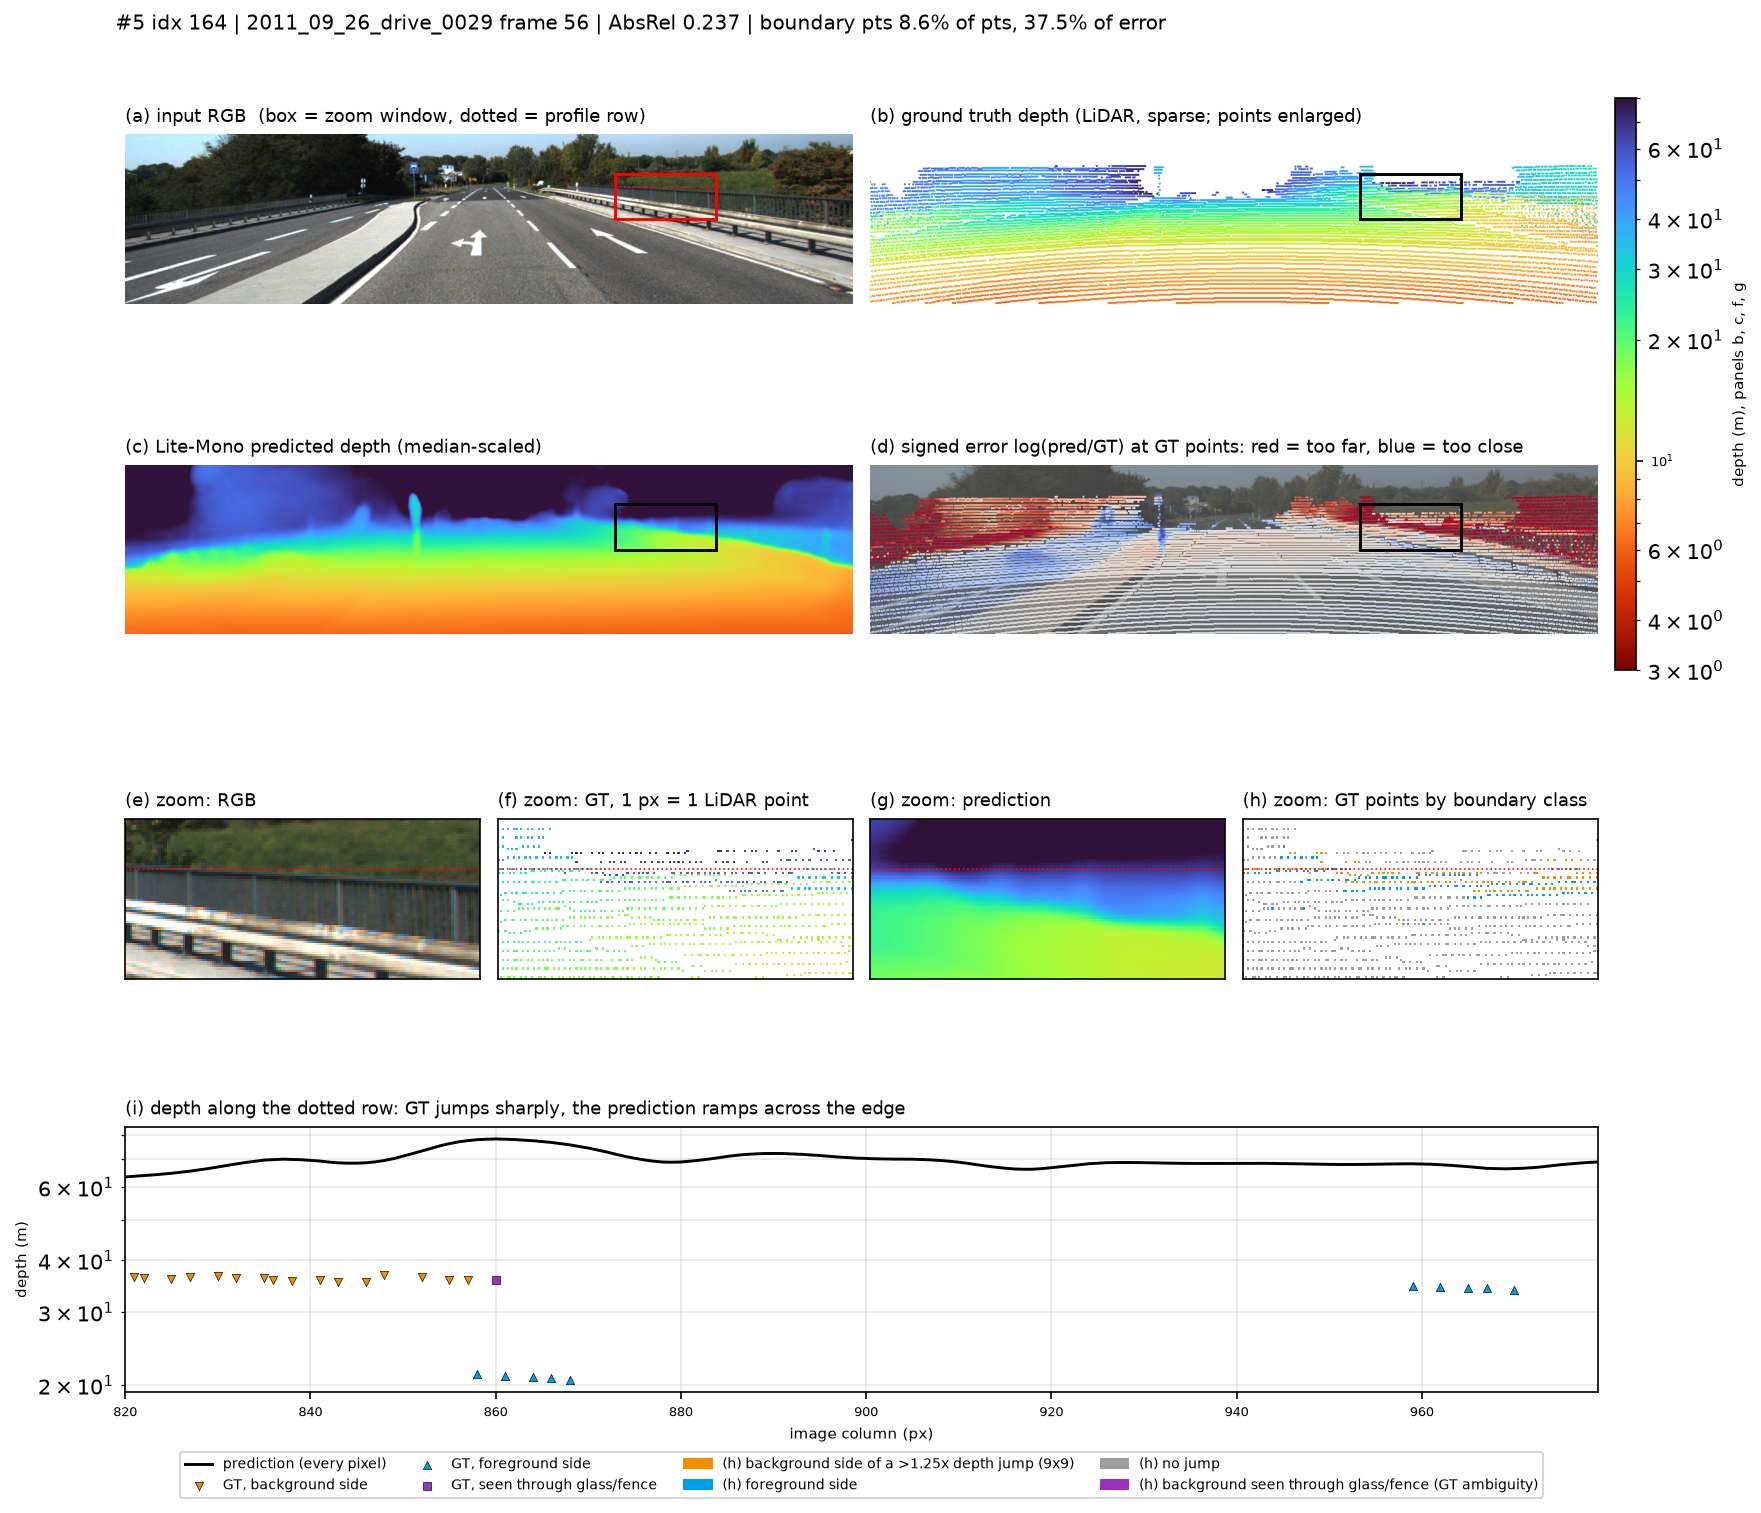 #5 idx 164 | 2011_09_26_drive_0029 frame 56 | AbsRel 0.237 | boundary pts 8.6% of pts, 37.5% of error
(a) input RGB  (box = zoom window, dotted = profile row)
(b) ground truth depth (LiDAR, sparse; points enlarged)
6 × 10¹
4 × 10¹
3 × 10¹
2 × 10¹
10¹
6 × 10⁰
4 × 10⁰
3 × 10⁰
depth (m), panels b, c, f, g
(c) Lite-Mono predicted depth (median-scaled)
(d) signed error log(pred/GT) at GT points: red = too far, blue = too close
(e) zoom: RGB
(f) zoom: GT, 1 px = 1 LiDAR point
(g) zoom: prediction
(h) zoom: GT points by boundary class
(i) depth along the dotted row: GT jumps sharply, the prediction ramps across the edge
depth (m)
6 × 10¹
4 × 10¹
3 × 10¹
2 × 10¹
820 840 860 880 900 920 940 960
image column (px)
prediction (every pixel)
GT, background side
GT, foreground side
GT, seen through glass/fence
(h) background side of a >1.25x depth jump (9x9)
(h) foreground side
(h) no jump
(h) background seen through glass/fence (GT ambiguity)